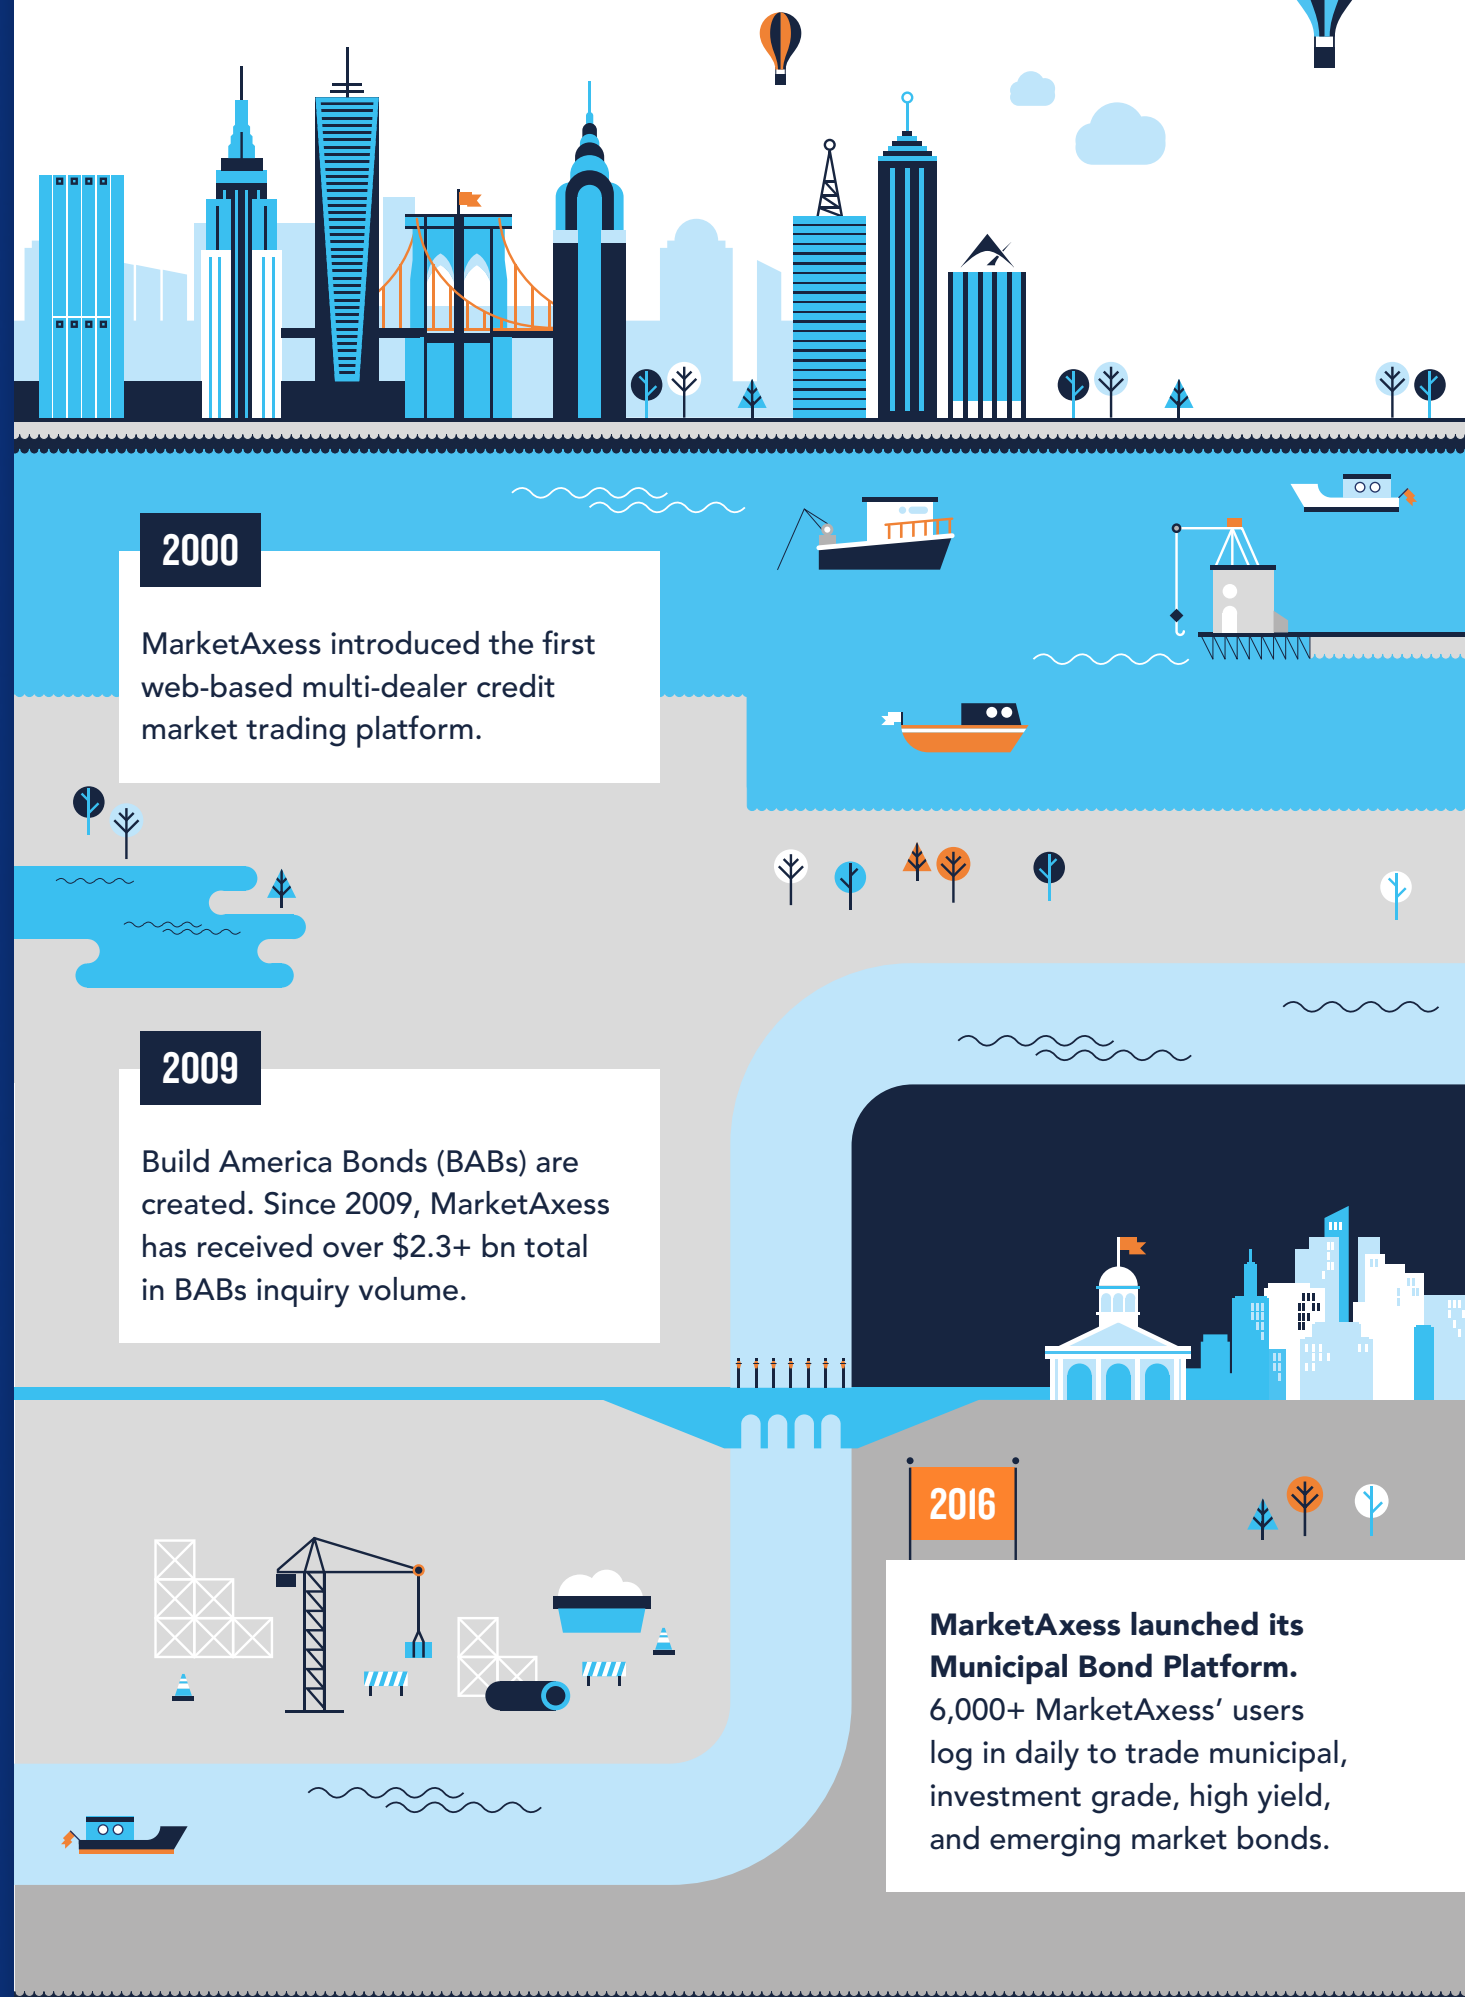 2000
MarketAxess introduced the first
web-based multi-dealer credit
market trading platform.
2009
Build America Bonds (BABs) are
created. Since 2009, MarketAxess
has received over $2.3+ bn total
in BABs inquiry volume.
2016
MarketAxess launched its
Municipal Bond Platform.
6,000+ MarketAxess’ users
log in daily to trade municipal,
investment grade, high yield,
and emerging market bonds.